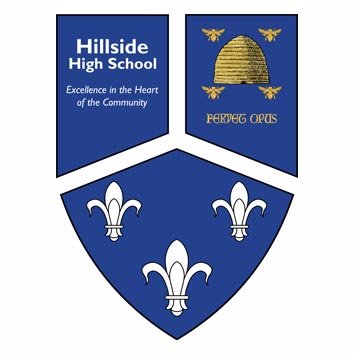 Hillside
High School
Excellence in the Heart
of the Community
FERVET OPUS